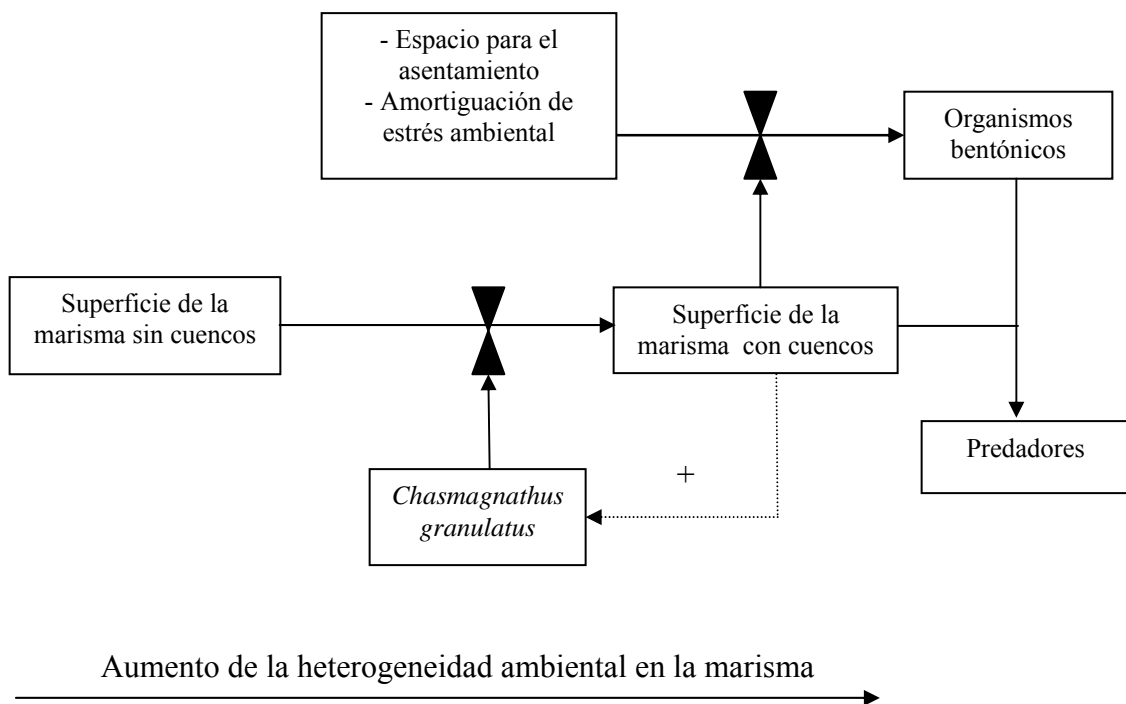 - Espacio para el
asentamiento
- Amortiguación de
estrés ambiental
Organismos
bentónicos
Superficie de la
marisma sin cuencos
Superficie de la
marisma con cuencos
Predadores
+
Chasmagnathus
granulatus
Aumento de la heterogeneidad ambiental en la marisma